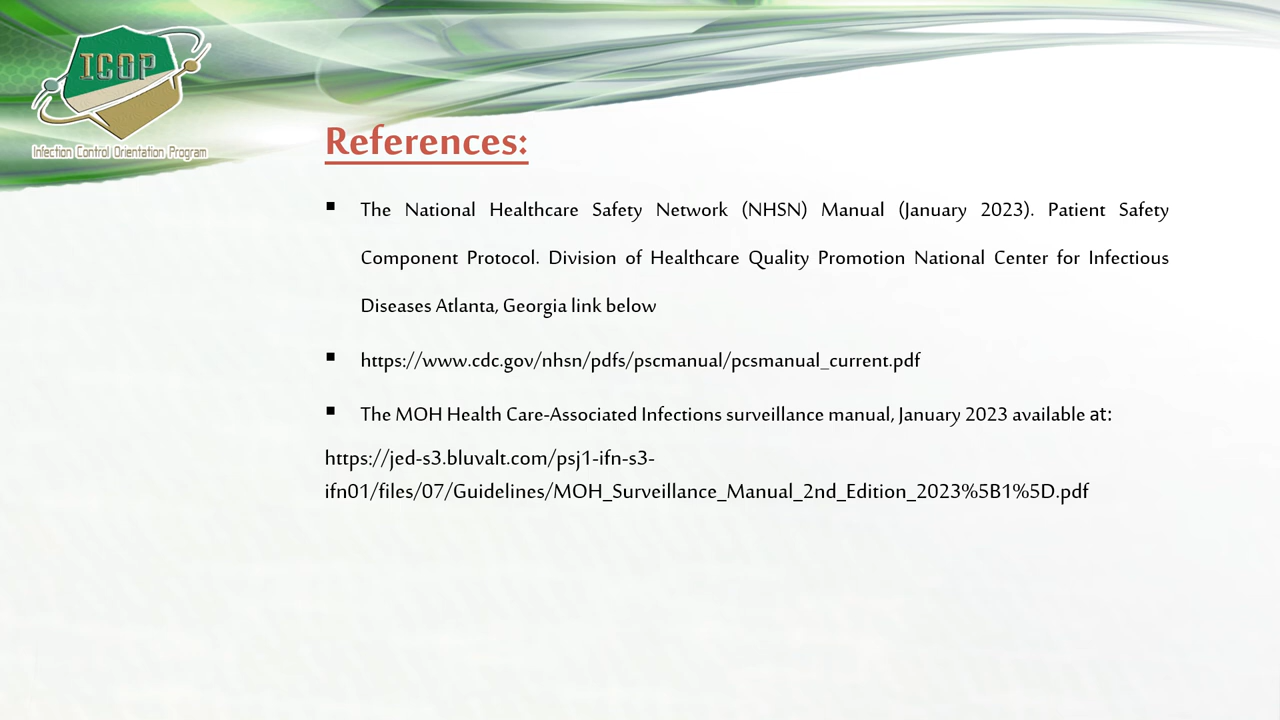 ICOP
Infection Control Orientation Program
References:
▪ The National Healthcare Safety Network (NHSN) Manual (January 2023). Patient Safety
Component Protocol. Division of Healthcare Quality Promotion National Center for Infectious
Diseases Atlanta, Georgia link below
▪ https://www.cdc.gov/nhsn/pdfs/pscmanual/pcsmanual_current.pdf
▪ The MOH Health Care-Associated Infections surveillance manual, January 2023 available at:
https://jed-s3.bluvalt.com/psj1-ifn-s3-
ifn01/files/07/Guidelines/MOH_Surveillance_Manual_2nd_Edition_2023%5B1%5D.pdf